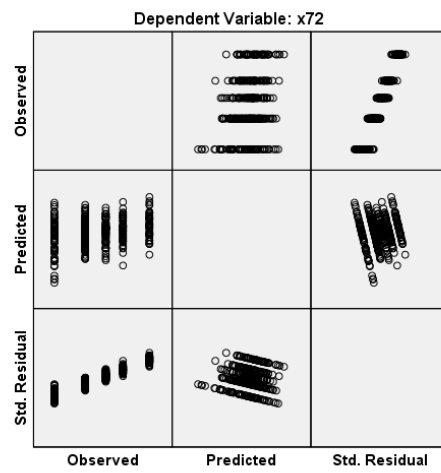 Dependent Variable: x72
Observed
Predicted
Std. Residual
Observed
Predicted
Std. Residual